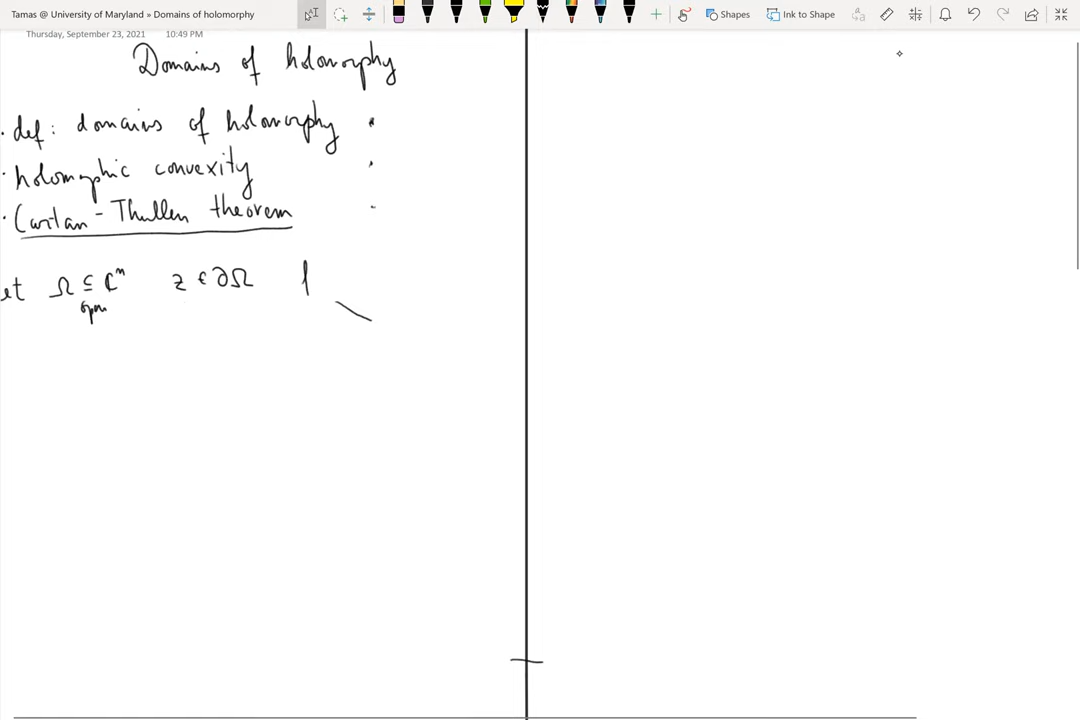 Tamas @ University of Maryland » Domains of holomorphy
Shapes
Ink to Shape
Thursday, September 23, 2021 10:49 PM
Domains of holomorphy
· def: domains of holomorphy
· holomorphic convexity
· Cartan - Thullen theorem
et Ω ⊆ ℂⁿ z ∈ ∂Ω
open